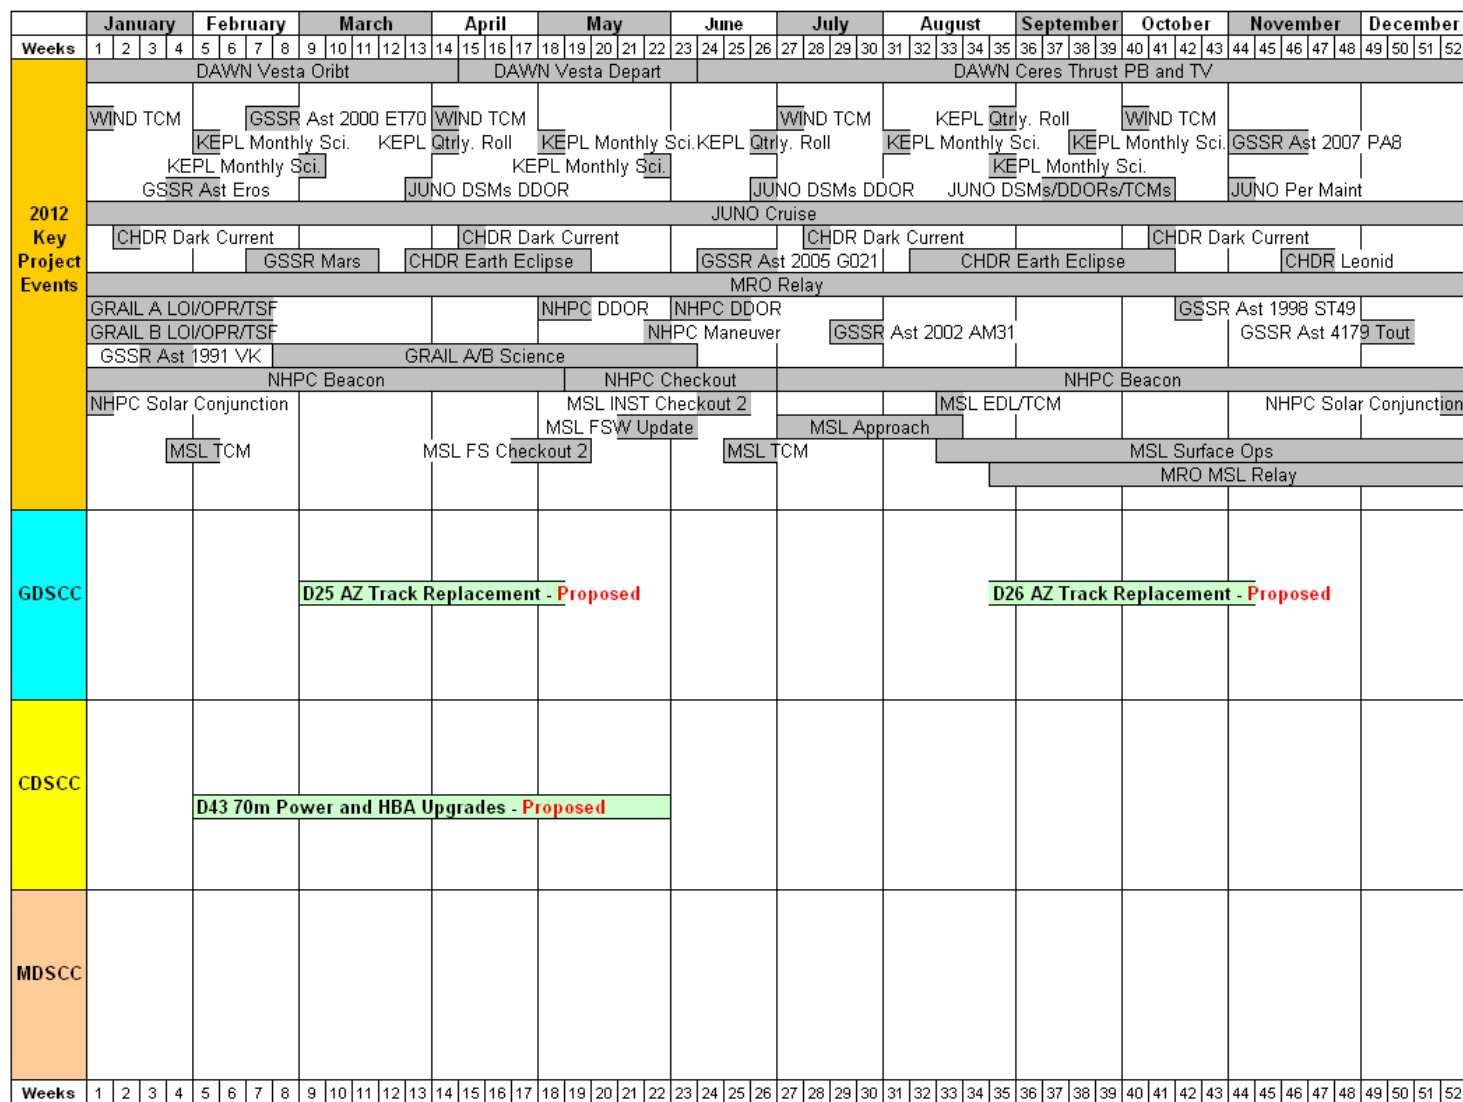 January February March April May June July August September October November December
Weeks 1 2 3 4 5 6 7 8 9 10 11 12 13 14 15 16 17 18 19 20 21 22 23 24 25 26 27 28 29 30 31 32 33 34 35 36 37 38 39 40 41 42 43 44 45 46 47 48 49 50 51 52
2012 Key Project Events
DAWN Vesta Oribt DAWN Vesta Depart DAWN Ceres Thrust PB and TV
WIND TCM GSSR Ast 2000 ET70 WIND TCM WIND TCM KEPL Qtrly. Roll WIND TCM
KEPL Monthly Sci. KEPL Qtrly. Roll KEPL Monthly Sci. KEPL Qtrly. Roll KEPL Monthly Sci. KEPL Monthly Sci. GSSR Ast 2007 PA8
KEPL Monthly Sci. KEPL Monthly Sci. KEPL Monthly Sci.
GSSR Ast Eros JUNO DSMs DDOR JUNO DSMs DDOR JUNO DSMs/DDORs/TCMs JUNO Per Maint
JUNO Cruise
CHDR Dark Current CHDR Dark Current CHDR Dark Current CHDR Dark Current
GSSR Mars CHDR Earth Eclipse GSSR Ast 2005 G021 CHDR Earth Eclipse CHDR Leonid
MRO Relay
GRAIL A LOI/OPR/TSF NHPC DDOR NHPC DDOR GSSR Ast 1998 ST49
GRAIL B LOI/OPR/TSF NHPC Maneuver GSSR Ast 2002 AM31 GSSR Ast 4179 Tout
GSSR Ast 1991 VK GRAIL A/B Science
NHPC Beacon NHPC Checkout NHPC Beacon
NHPC Solar Conjunction MSL INST Checkout 2 MSL EDL/TCM NHPC Solar Conjunction
MSL FSW Update MSL Approach
MSL TCM MSL FS Checkout 2 MSL TCM MSL Surface Ops
MRO MSL Relay
GDSCC
D25 AZ Track Replacement - Proposed D26 AZ Track Replacement - Proposed
CDSCC
D43 70m Power and HBA Upgrades - Proposed
MDSCC
Weeks 1 2 3 4 5 6 7 8 9 10 11 12 13 14 15 16 17 18 19 20 21 22 23 24 25 26 27 28 29 30 31 32 33 34 35 36 37 38 39 40 41 42 43 44 45 46 47 48 49 50 51 52